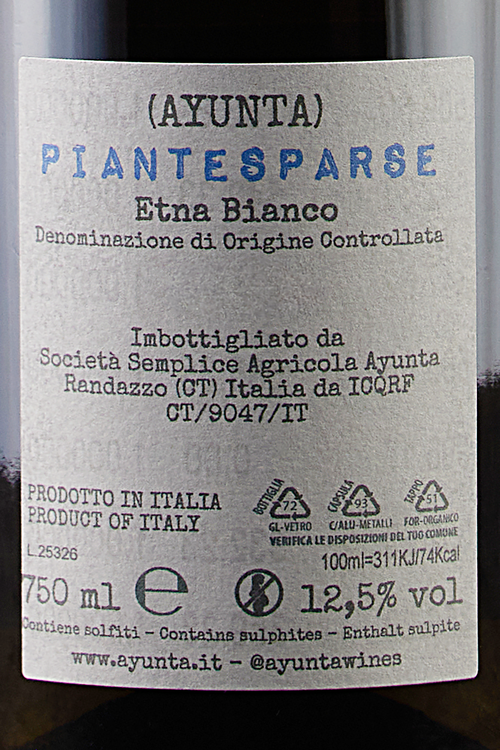 (AYUNTA)
PIANTESPARSE
Etna Bianco
Denominazione di Origine Controllata
Imbottigliato da
Società Semplice Agricola Ayunta
Randazzo (CT) Italia da ICQRF
CT/9047/IT
PRODOTTO IN ITALIA
PRODUCT OF ITALY
BOTTIGLIA CAPSULA TAPPO
72 93 51
GL-VETRO C/ALU-METALLI FOR-ORGANICO
VERIFICA LE DISPOSIZIONI DEL TUO COMUNE
L.25326
100ml=311KJ/74Kcal
750 ml e 12,5% vol
Contiene solfiti - Contains sulphites - Enthalt sulpite
www.ayunta.it - @ayuntawines